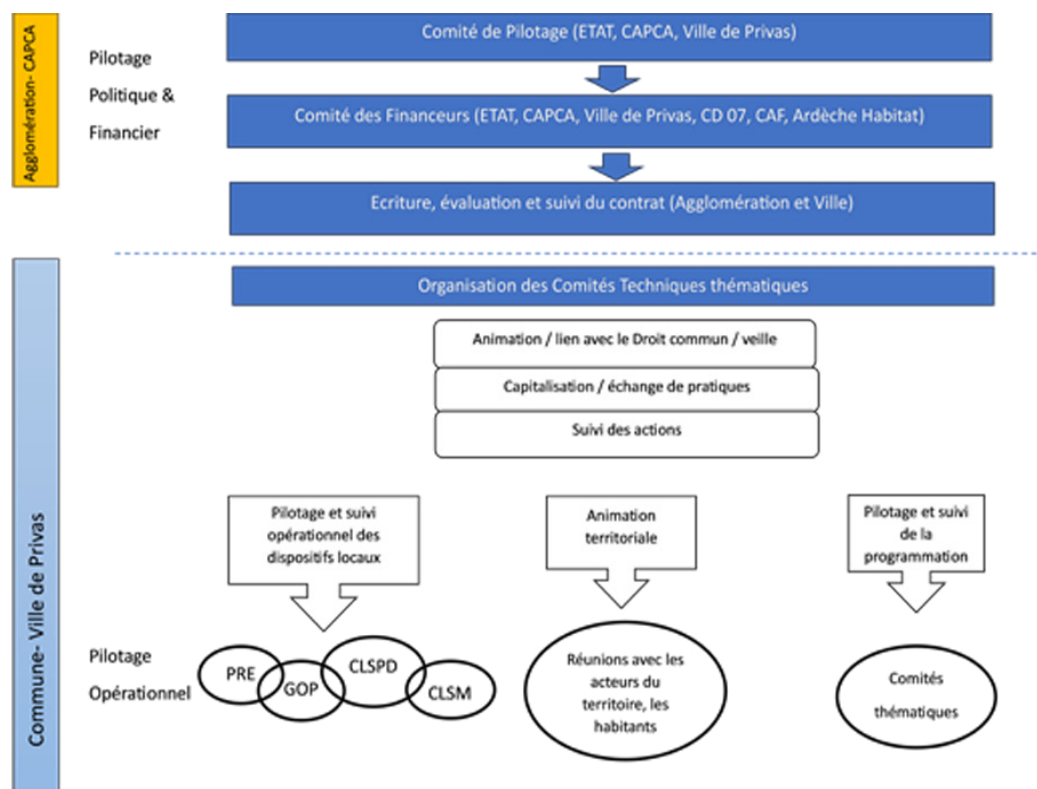 Agglomération- CAPCA
Pilotage
Politique &
Financier
Comité de Pilotage (ETAT, CAPCA, Ville de Privas)
Comité des Financeurs (ETAT, CAPCA, Ville de Privas, CD 07, CAF, Ardèche Habitat)
Ecriture, évaluation et suivi du contrat (Agglomération et Ville)
Commune- Ville de Privas
Organisation des Comités Techniques thématiques
Animation / lien avec le Droit commun / veille
Capitalisation / échange de pratiques
Suivi des actions
Pilotage et suivi
opérationnel des
dispositifs locaux
Animation
territoriale
Pilotage et suivi
de la
programmation
Pilotage
Opérationnel
PRE
GOP
CLSPD
CLSM
Réunions avec les
acteurs du
territoire, les
habitants
Comités
thématiques